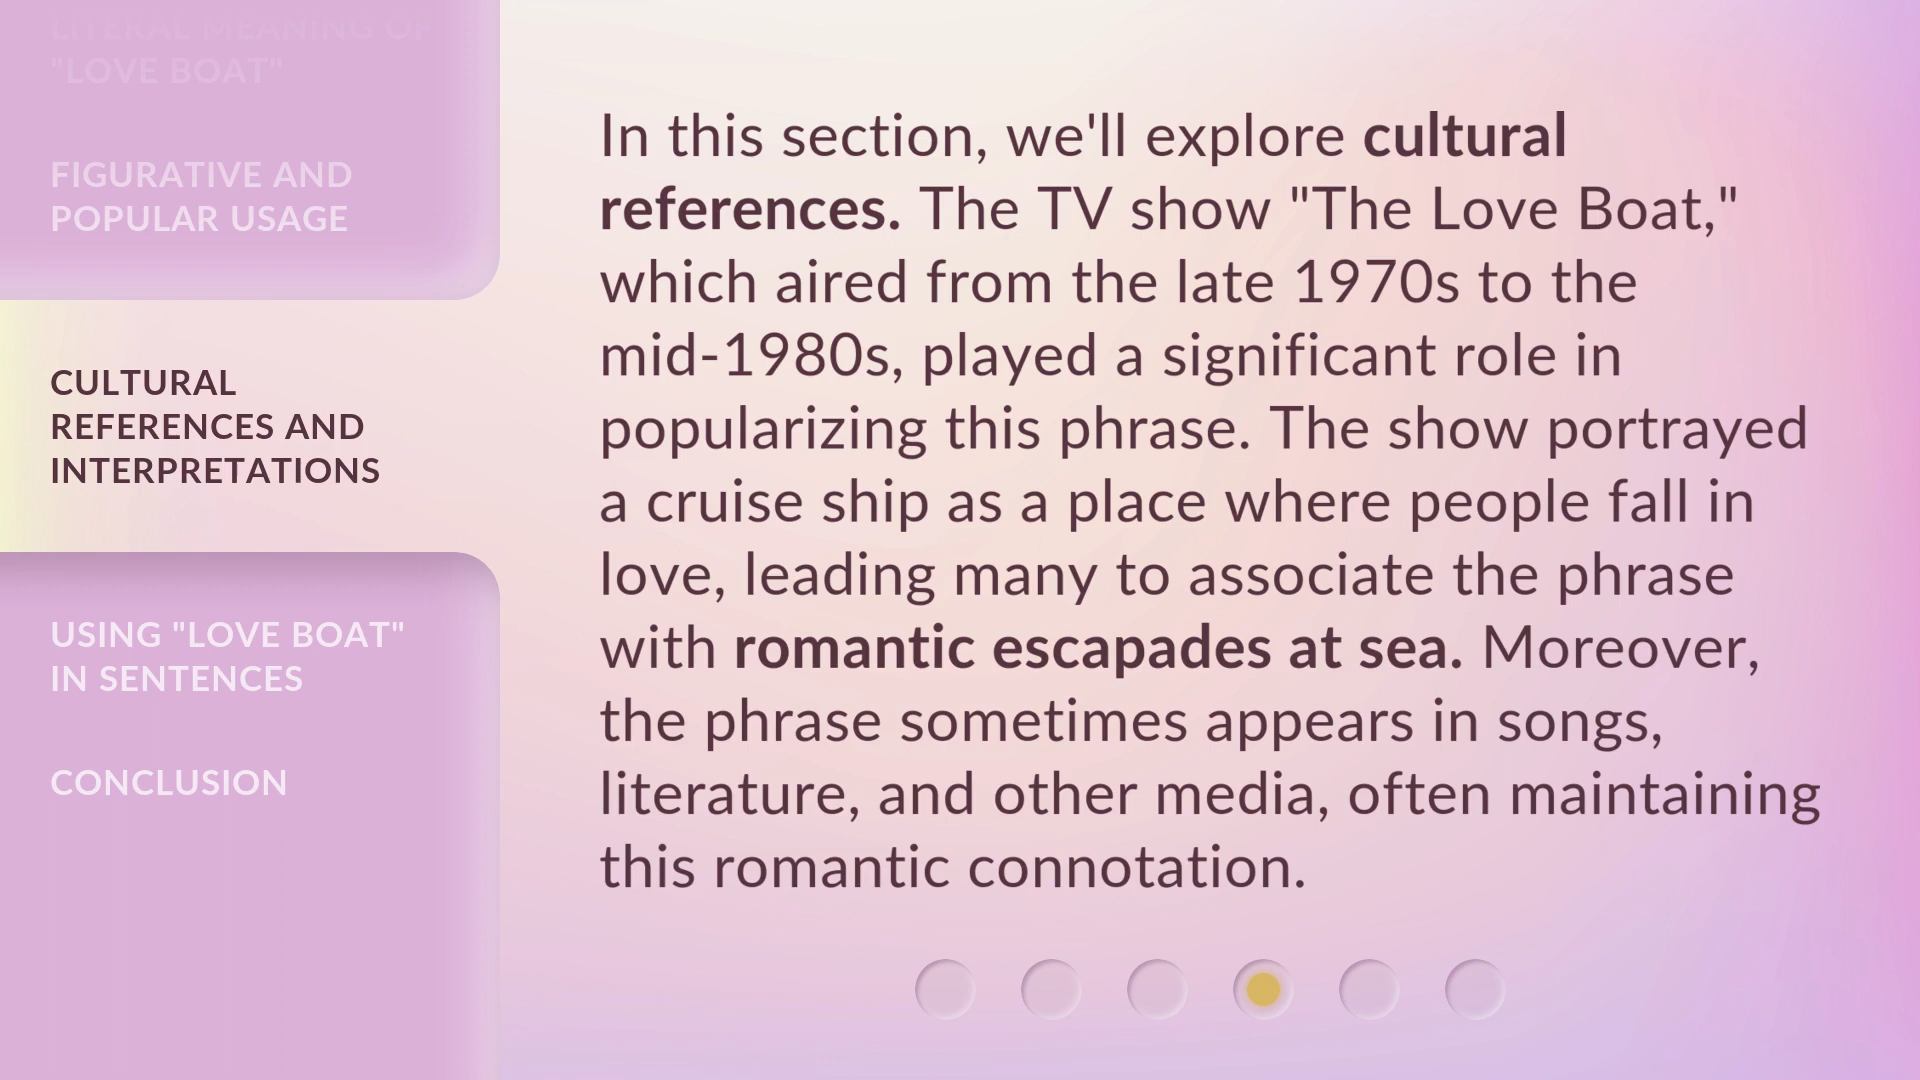 LITERAL MEANING OF
"LOVE BOAT"
FIGURATIVE AND
POPULAR USAGE
CULTURAL
REFERENCES AND
INTERPRETATIONS
USING "LOVE BOAT"
IN SENTENCES
CONCLUSION
In this section, we'll explore cultural
references. The TV show "The Love Boat,"
which aired from the late 1970s to the
mid-1980s, played a significant role in
popularizing this phrase. The show portrayed
a cruise ship as a place where people fall in
love, leading many to associate the phrase
with romantic escapades at sea. Moreover,
the phrase sometimes appears in songs,
literature, and other media, often maintaining
this romantic connotation.